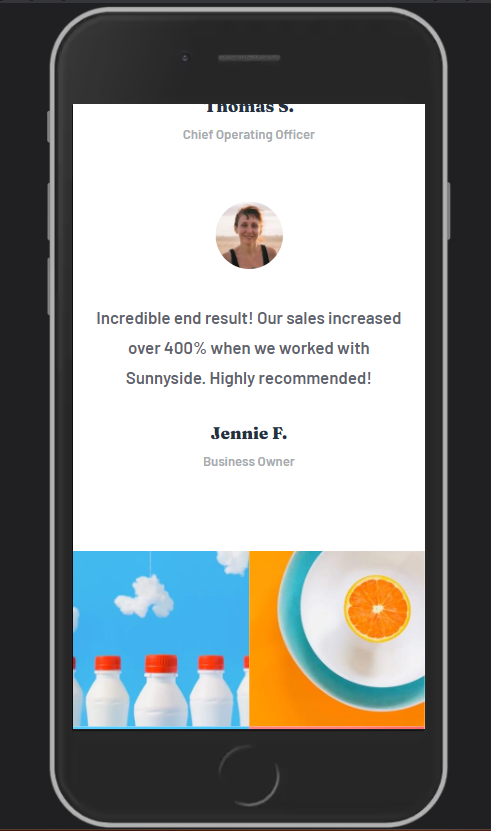 Thomas S.
Chief Operating Officer
Incredible end result! Our sales increased
over 400% when we worked with
Sunnyside. Highly recommended!
Jennie F.
Business Owner